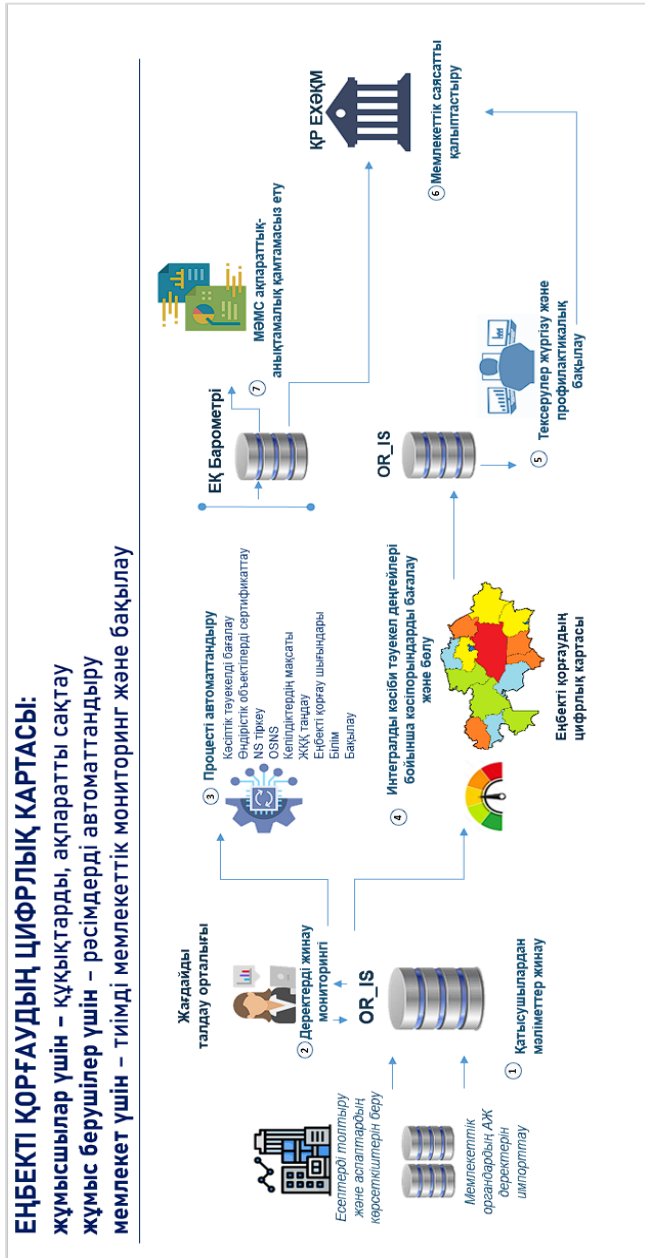 ЕҢБЕКТІ ҚОРҒАУДЫҢ ЦИФРЛЫҚ КАРТАСЫ:
жұмысшылар үшін – құқықтарды, ақпаратты сақтау
жұмыс берушілер үшін – рәсімдерді автоматтандыру
мемлекет үшін – тиімді мемлекеттік мониторинг және бақылау
Есептерді толтыру
және аспаптардың
көрсеткіштерін беру
Мемлекеттік
органдардың АЖ
деректерін
импорттау
1 Қатысушылардан
мәліметтер жинау
OR_IS
Жағдайды
талдау орталығы
2 Деректерді жинау
мониторингі
3 Процесті автоматтандыру
Кәсіптік тәуекелді бағалау
Өндірістік объектілерді сертификаттау
NS тіркеу
OSNS
Кепілдіктердің мақсаты
ЖҚҚ таңдау
Еңбекті қорғау шығындары
Білім
Бақылау
4 Интегралды кәсіби тәуекел деңгейлері
бойынша кәсіпорындарды бағалау
және бөлу
Еңбекті қорғаудың
цифрлық картасы
ЕҚ Барометрі
7 МӘМС ақпараттық-
анықтамалық қамтамасыз ету
OR_IS
5 Тексерулер жүргізу және
профилактикалық
бақылау
ҚР ЕХӘҚМ
6 Мемлекеттік саясатты
қалыптастыру